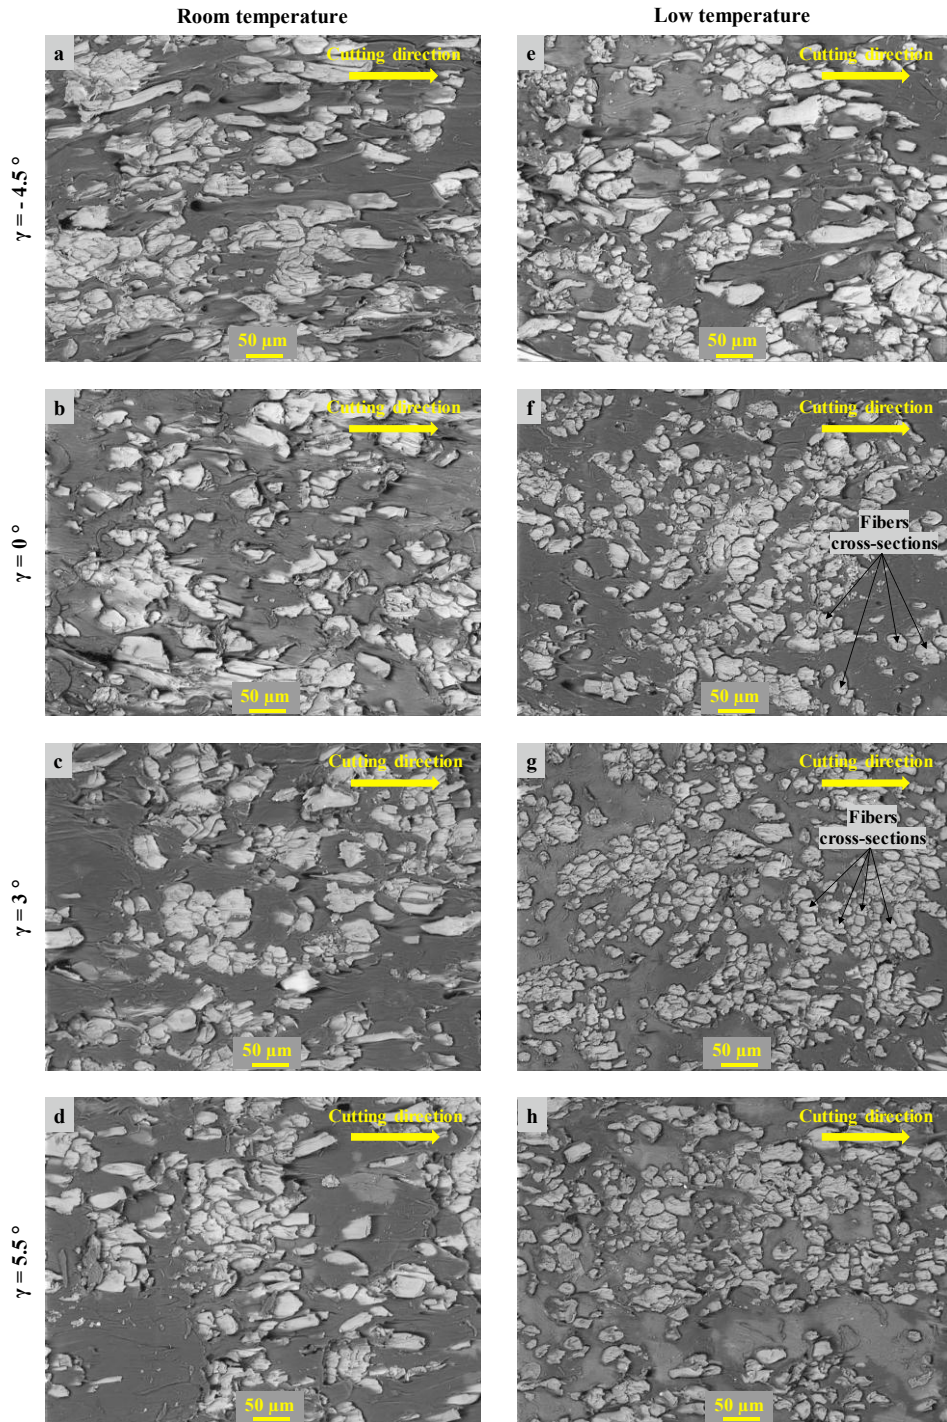 Room temperature
Low temperature
γ = - 4.5 °
a
Cutting direction
50 µm
e
Cutting direction
50 µm
γ = 0 °
b
Cutting direction
50 µm
f
Cutting direction
Fibers
cross-sections
50 µm
γ = 3 °
c
Cutting direction
50 µm
g
Cutting direction
Fibers
cross-sections
50 µm
γ = 5.5 °
d
Cutting direction
50 µm
h
Cutting direction
50 µm